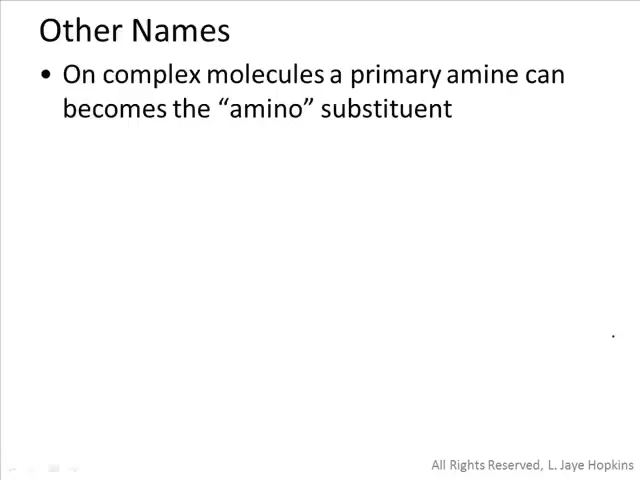 Other Names
• On complex molecules a primary amine can
becomes the “amino” substituent
All Rights Reserved, L. Jaye Hopkins